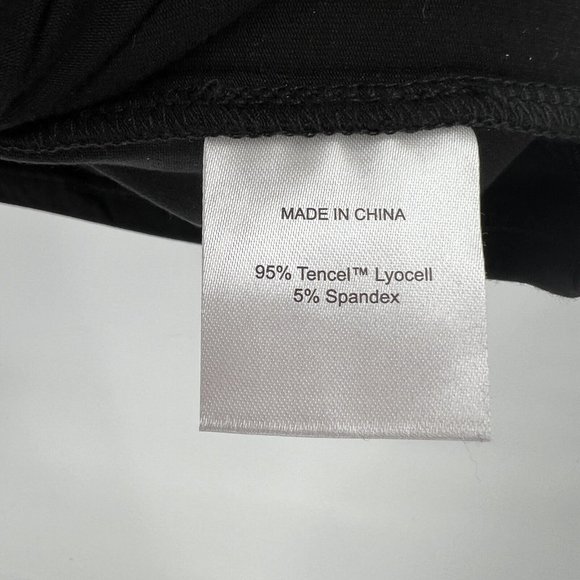 MADE IN CHINA
95% Tencel™ Lyocell
5% Spandex